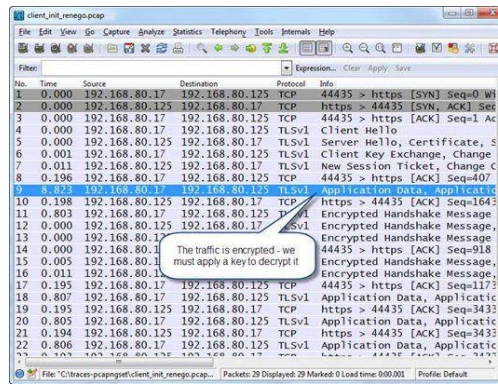 client_init_renego.pcap
File Edit View Go Capture Analyze Statistics Telephony Tools Internals Help
Filter: Expression... Clear Apply Save
No. Time Source Destination Protocol Info
1 0.000 192.168.80.17 192.168.80.125 TCP 44435 > https [SYN] Seq=0 Wi
2 0.000 192.168.80.125 192.168.80.17 TCP https > 44435 [SYN, ACK] Se
3 0.000 192.168.80.17 192.168.80.125 TCP 44435 > https [ACK] Seq=1 Ac
4 0.000 192.168.80.17 192.168.80.125 TLSv1 Client Hello
5 0.000 192.168.80.125 192.168.80.17 TLSv1 Server Hello, Certificate, S
6 0.001 192.168.80.17 192.168.80.125 TLSv1 Client Key Exchange, Change
7 0.011 192.168.80.125 192.168.80.17 TLSv1 New Session Ticket, Change C
8 0.196 192.168.80.17 192.168.80.125 TCP 44435 > https [ACK] Seq=407
9 8.823 192.168.80.17 192.168.80.125 TLSv1 Application Data, Applicatic
10 0.198 192.168.80.125 192.168.80.17 TCP https > 44435 [ACK] Seq=1643
11 0.803 192.168.80.17 192.168.80.125 Encrypted Handshake Message,
12 0.000 192.168.80.125 Encrypted Handshake Message,
13 0.000 192.168.80.17 44435 > https [ACK] Seq=918
14 0.000 192.168.80.17 Encrypted Handshake Message,
15 0.005 192.168.80.125 Encrypted Handshake Message,
16 0.011 192.168.80.125 Encrypted Handshake Message,
The traffic is encrypted - we
must apply a key to decrypt it
17 0.195 192.168.80.17 44435 > https [ACK] Seq=1173
18 0.807 192.168.80.17 192.168.80.125 TLSv1 Application Data, Applicati
19 0.195 192.168.80.125 192.168.80.17 TCP https > 44435 [ACK] Seq=3433
20 0.805 192.168.80.17 192.168.80.125 TLSv1 Application Data, Applicati
21 0.194 192.168.80.125 192.168.80.17 TCP https > 44435 [ACK] Seq=3433
22 0.806 192.168.80.17 192.168.80.125 TLSv1 Application Data, Applicati
File: "C:\traces-pcapngset\client_init_renego.pcap... Packets: 29 Displayed: 29 Marked: 0 Load time: 0:00.001 Profile: Default